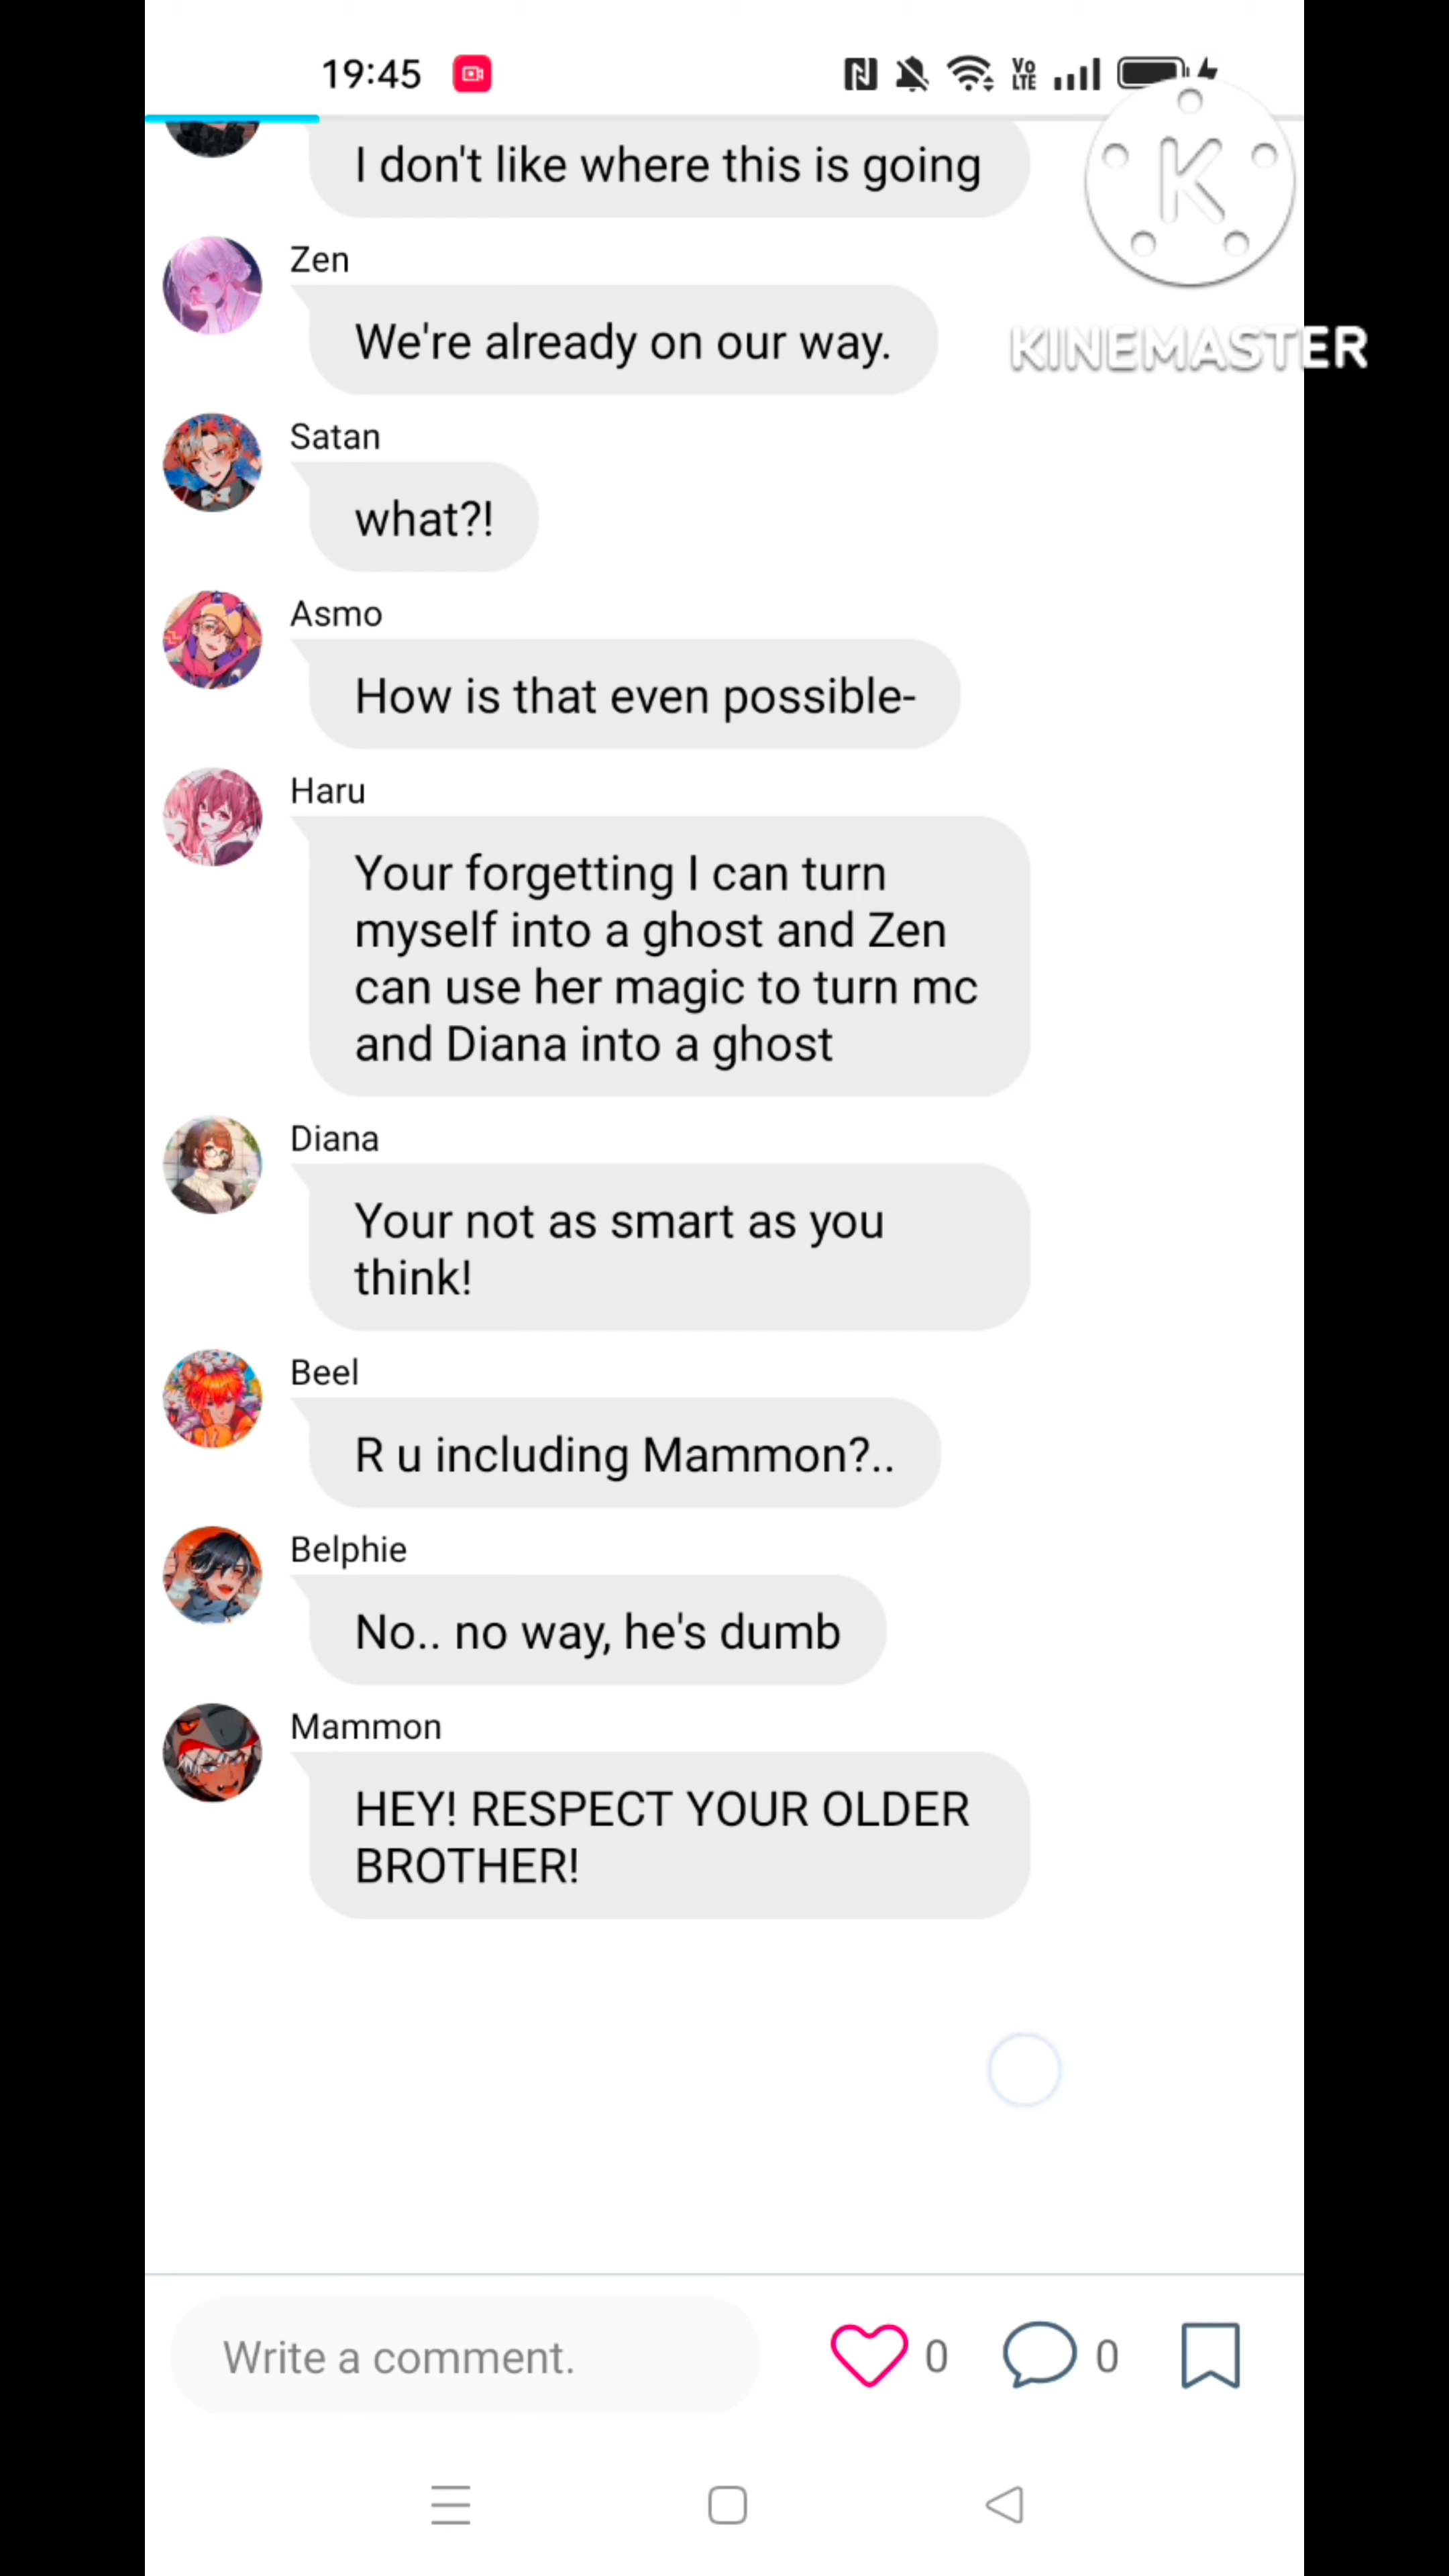 19:45
Vo
LTE
I don't like where this is going
K
KINEMASTER
Zen
We're already on our way.
Satan
what?!
Asmo
How is that even possible-
Haru
Your forgetting I can turn
myself into a ghost and Zen
can use her magic to turn mc
and Diana into a ghost
Diana
Your not as smart as you
think!
Beel
R u including Mammon?..
Belphie
No.. no way, he's dumb
Mammon
HEY! RESPECT YOUR OLDER
BROTHER!
Write a comment.
0
0